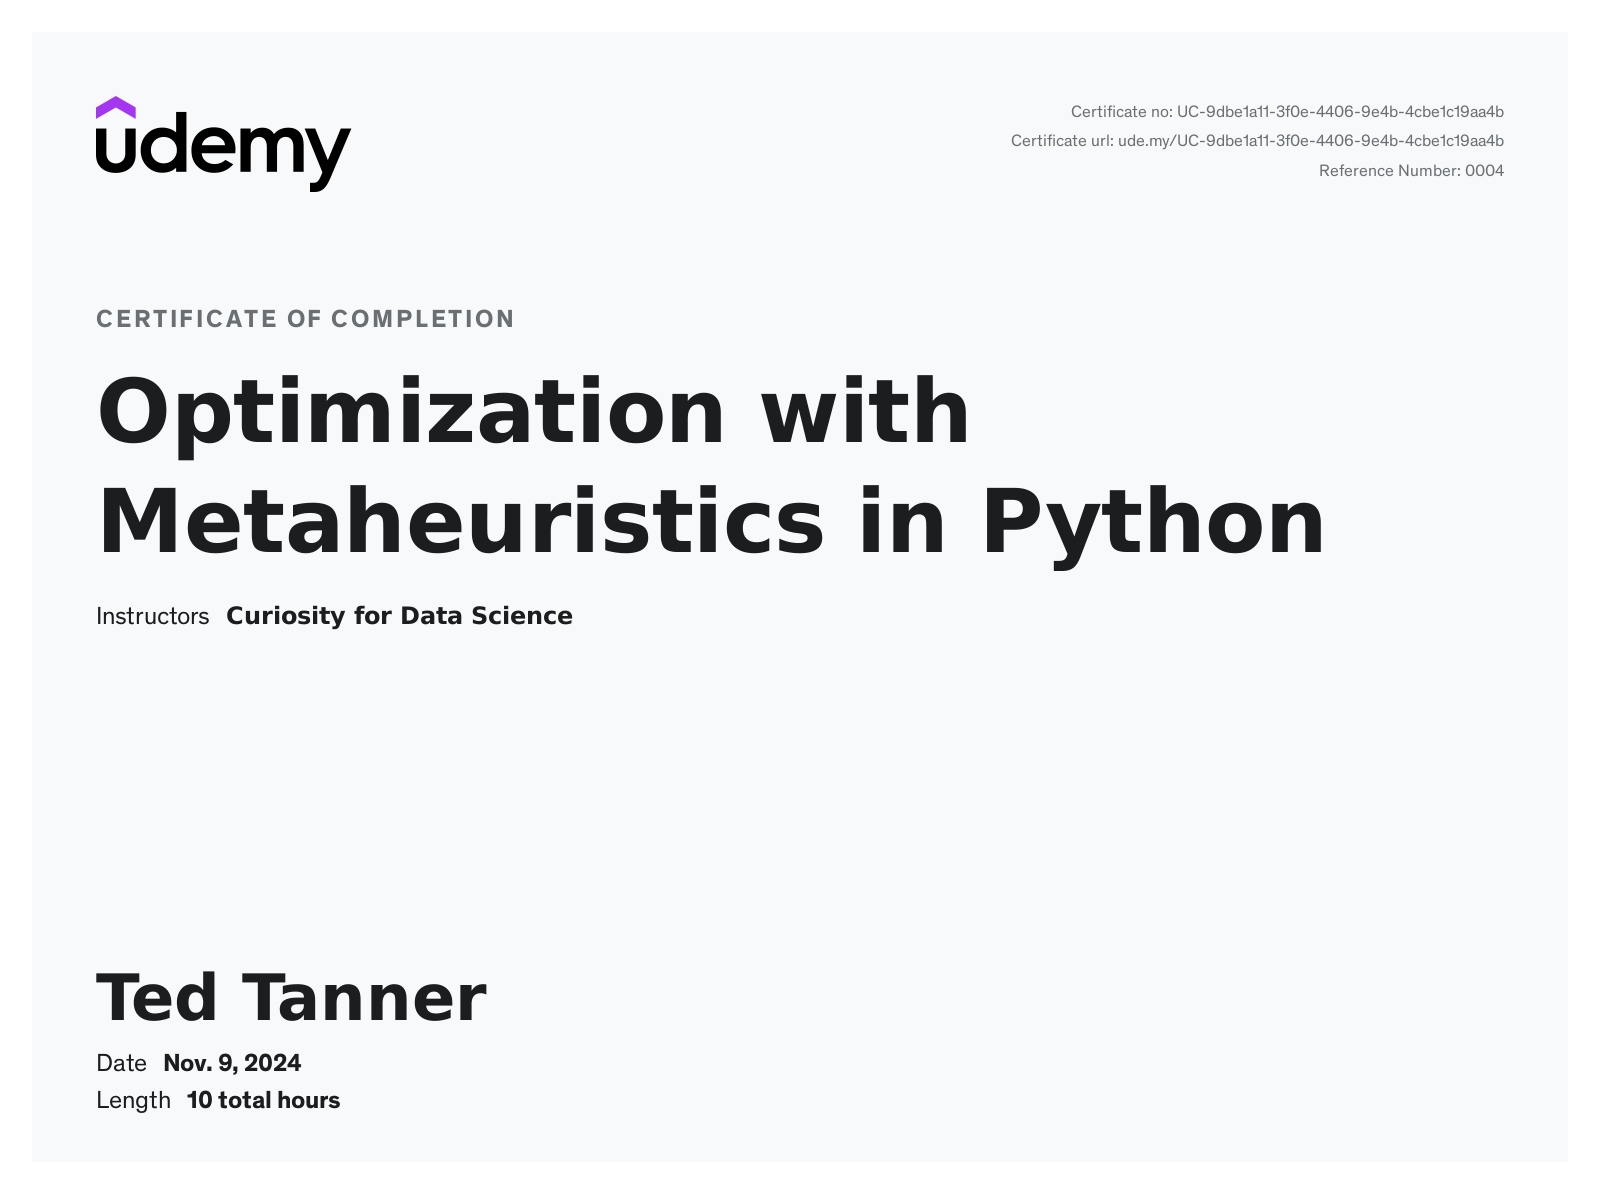 udemy
Certificate no: UC-9dbe1a11-3f0e-4406-9e4b-4cbe1c19aa4b
Certificate url: ude.my/UC-9dbe1a11-3f0e-4406-9e4b-4cbe1c19aa4b
Reference Number: 0004
CERTIFICATE OF COMPLETION
Optimization with
Metaheuristics in Python
Instructors Curiosity for Data Science
Ted Tanner
Date Nov. 9, 2024
Length 10 total hours